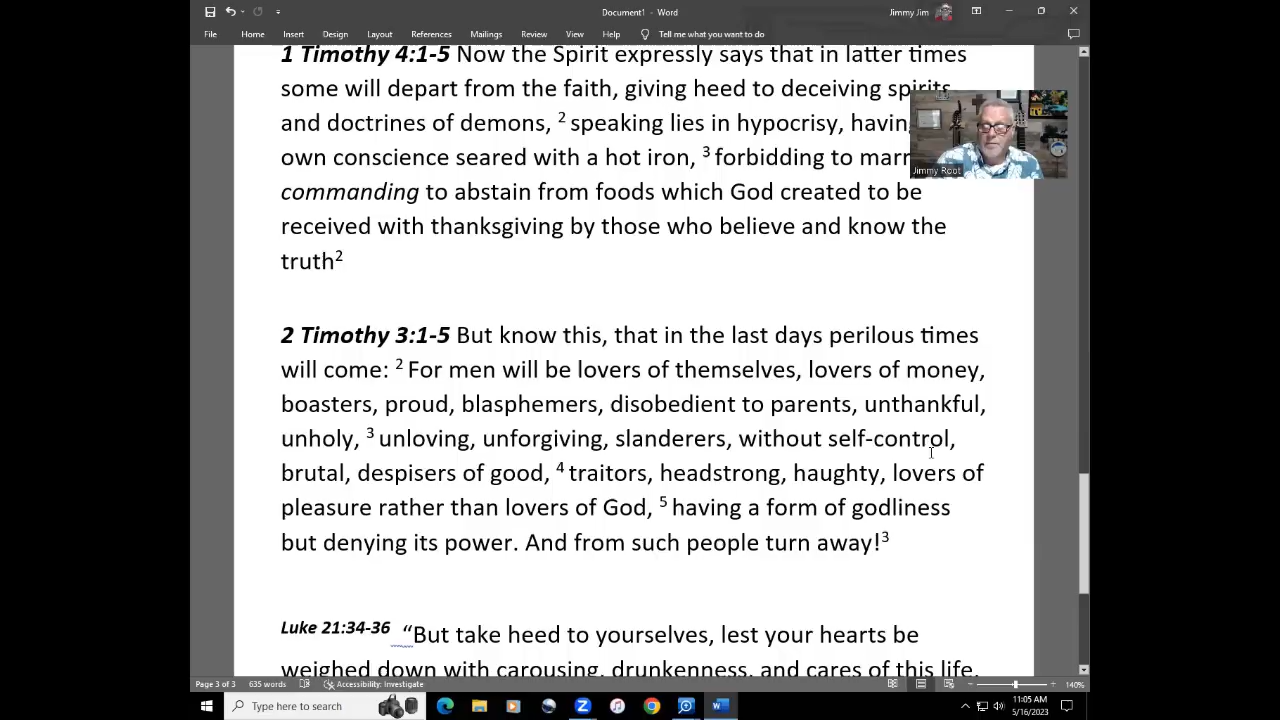 Document1 - Word
Jimmy Jim
File Home Insert Design Layout References Mailings Review View Help Tell me what you want to do
1 Timothy 4:1-5 Now the Spirit expressly says that in latter times
some will depart from the faith, giving heed to deceiving spirits
and doctrines of demons, ² speaking lies in hypocrisy, having
own conscience seared with a hot iron, ³ forbidding to marr
commanding to abstain from foods which God created to be
received with thanksgiving by those who believe and know the
truth²
Jimmy Root
2 Timothy 3:1-5 But know this, that in the last days perilous times
will come: ² For men will be lovers of themselves, lovers of money,
boasters, proud, blasphemers, disobedient to parents, unthankful,
unholy, ³ unloving, unforgiving, slanderers, without self-control,
brutal, despisers of good, ⁴ traitors, headstrong, haughty, lovers of
pleasure rather than lovers of God, ⁵ having a form of godliness
but denying its power. And from such people turn away!³
Luke 21:34-36 “But take heed to yourselves, lest your hearts be
weighed down with carousing, drunkenness, and cares of this life,
Page 3 of 3 635 words Accessibility: Investigate 140%
Type here to search
11:05 AM
5/16/2023